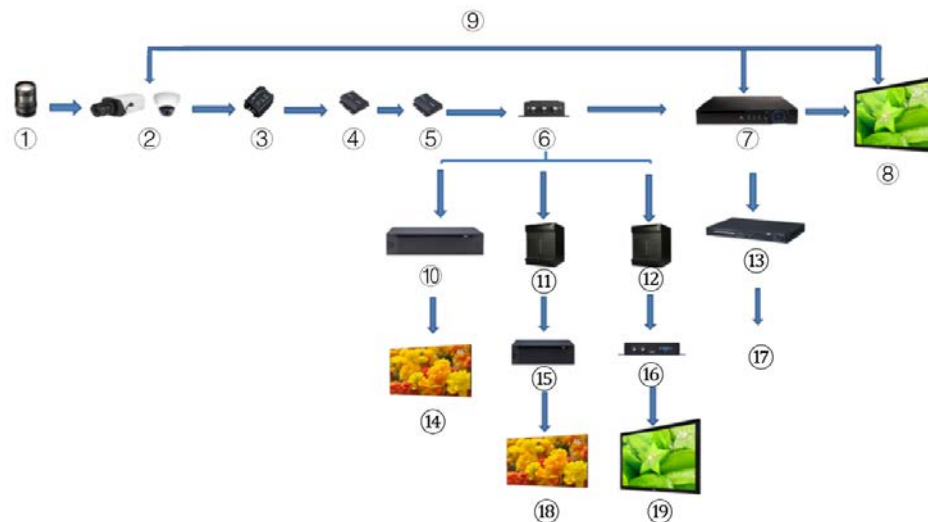 ⑨
① ② ③ ④ ⑤ ⑥ ⑦ ⑧
⑩ ⑪ ⑫ ⑬
⑭ ⑮ ⑯ ⑰
⑱ ⑲